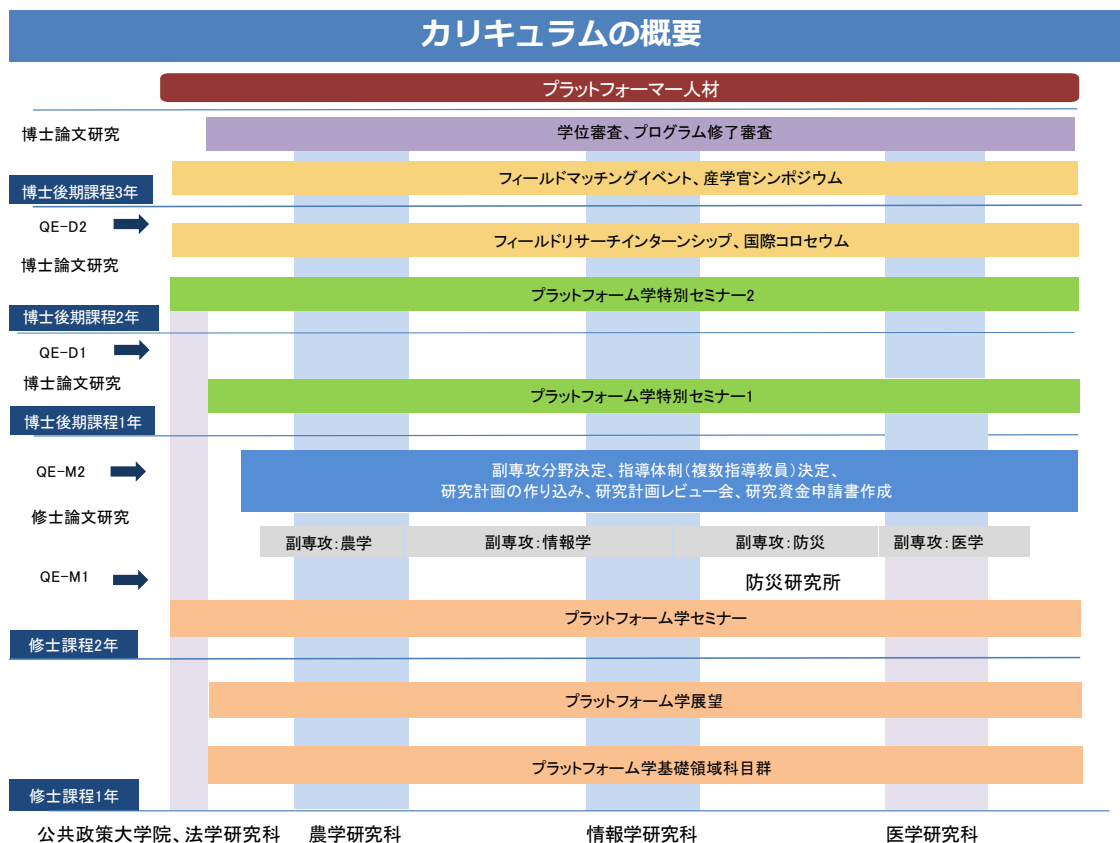 カリキュラムの概要
プラットフォーマー人材
博士論文研究
学位審査、プログラム修了審査
フィールドマッチングイベント、産学官シンポジウム
博士後期課程3年
QE-D2
フィールドリサーチインターンシップ、国際コロセウム
博士論文研究
プラットフォーム学特別セミナー2
博士後期課程2年
QE-D1
博士論文研究
プラットフォーム学特別セミナー1
博士後期課程1年
QE-M2
副専攻分野決定、指導体制(複数指導教員)決定、
研究計画の作り込み、研究計画レビュー会、研究資金申請書作成
修士論文研究
副専攻:農学
副専攻:情報学
副専攻:防災
副専攻:医学
QE-M1
防災研究所
プラットフォーム学セミナー
修士課程2年
プラットフォーム学展望
プラットフォーム学基礎領域科目群
修士課程1年
公共政策大学院、法学研究科
農学研究科
情報学研究科
医学研究科